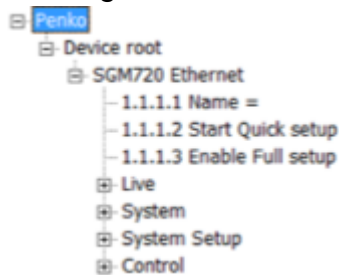 Penko
Device root
SGM720 Ethernet
1.1.1.1 Name =
1.1.1.2 Start Quick setup
1.1.1.3 Enable Full setup
Live
System
System Setup
Control